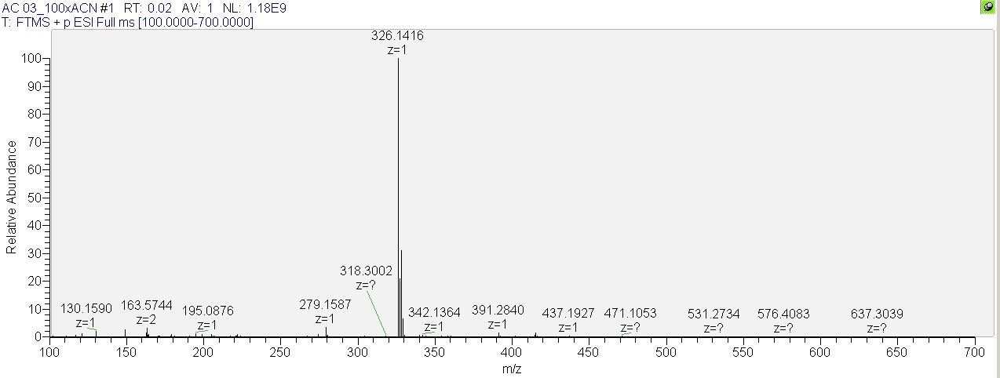 AC 03_100xACN #1 RT: 0.02 AV: 1 NL: 1.18E9
T: FTMS + p ESI Full ms [100.0000-700.0000]
326.1416
z=1
100
90
80
70
60
50
40
30
20
10
0
Relative Abundance
318.3002
z=?
130.1590
z=1
163.5744
z=2
195.0876
z=1
279.1587
z=1
342.1364
z=1
391.2840
z=1
437.1927
z=1
471.1053
z=?
531.2734
z=?
576.4083
z=?
637.3039
z=?
100 150 200 250 300 350 400 450 500 550 600 650 700
m/z